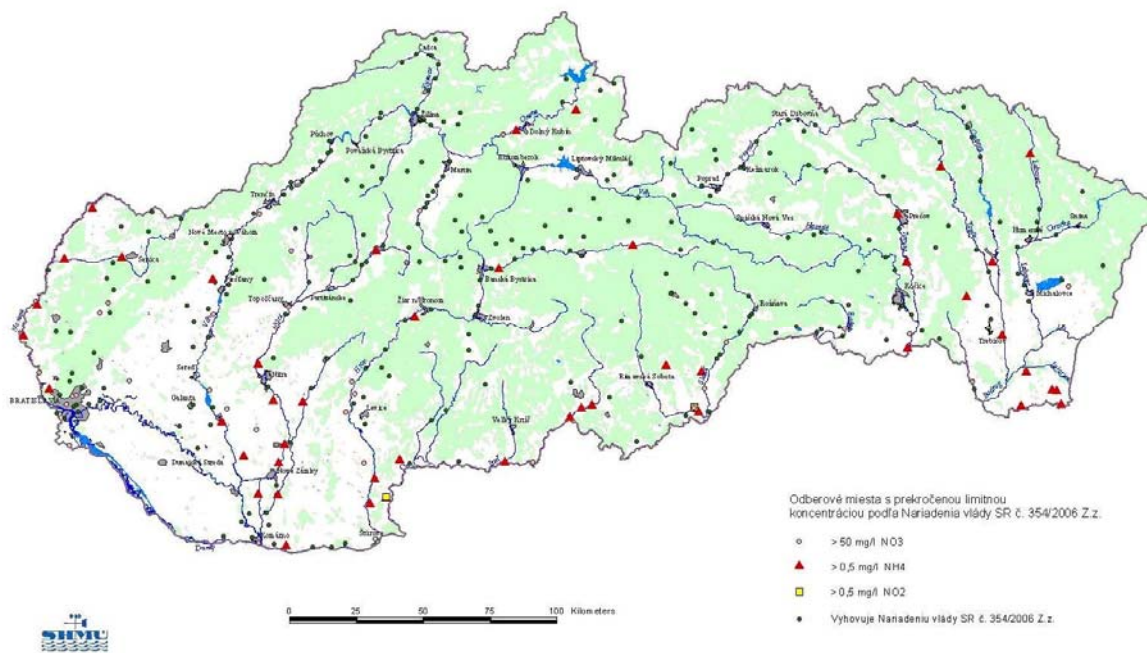 Čadca
Žilina
Dolný Kubín
Stará Ľubovňa
Púchov
Považská Bystrica
Ružomberok
Liptovský Mikuláš
Kežmarok
Martin
Poprad
Trenčín
Spišská Nová Ves
Prešov
Snina
Humenné
Nové Mesto n.Váhom
Senica
Banská Bystrica
Michalovce
Piešťany
Topoľčany
Partizánske
Žiar n.Hronom
Rožňava
Košice
Zvolen
Trebišov
Sereď
Nitra
Rimavská Sobota
BRATISLAVA
Galanta
Levice
Veľký Krtíš
Dunajská Streda
Nové Zámky
Komárno
Štúrovo
Dunaj
Odberové miesta s prekročenou limitnou
koncentráciou podľa Nariadenia vlády SR č. 354/2006 Z.z.
> 50 mg/l NO3
> 0,5 mg/l NH4
> 0,5 mg/l NO2
Vyhovuje Nariadeniu vlády SR č. 354/2006 Z.z.
0 25 50 75 100 Kilometers
SHMU